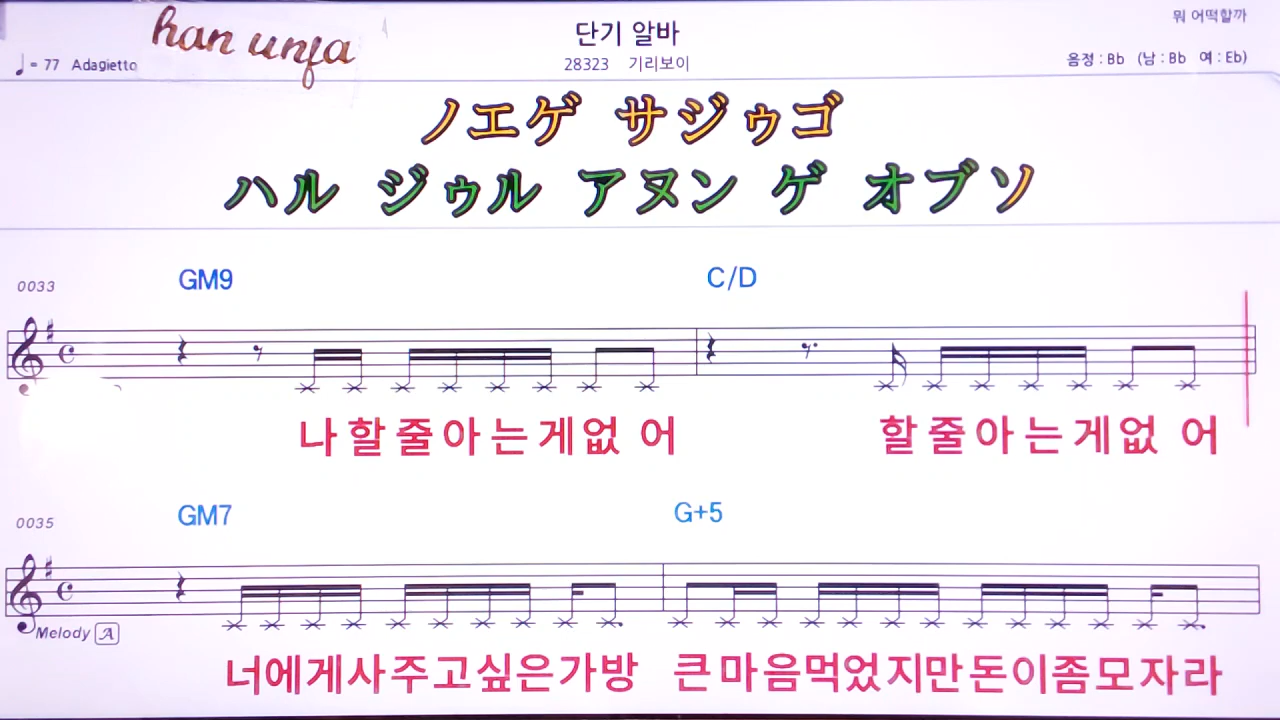 han unfa
단기 알바
뭐 어떡할까
♩= 77 Adagietto
28323 기리보이
음정 : Bb (남 : Bb 여 : Eb)
ノエゲ サジゥゴ
ハル ジゥル アヌン ゲ オブソ
0033 GM9 C/D
나할줄아는게없 어 할줄아는게없 어
0035 GM7 G+5
Melody A
너에게사주고싶은가방 큰마음먹었지만돈이좀모자라